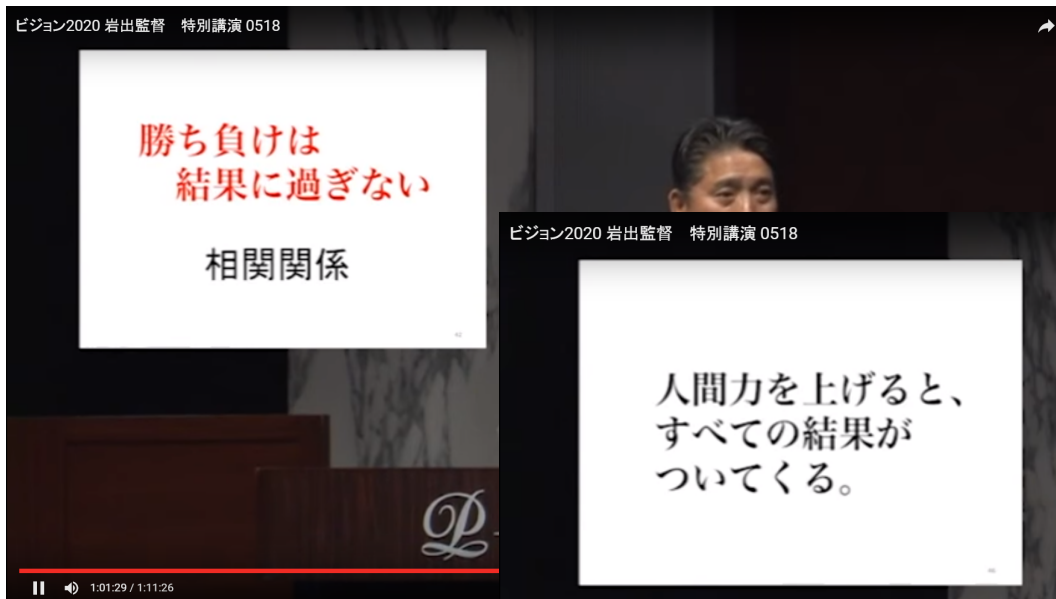 ビジョン2020 岩出監督　特別講演 0518
勝ち負けは
結果に過ぎない
相関関係
42
1:01:29 / 1:11:26
P
ビジョン2020 岩出監督　特別講演 0518
人間力を上げると、
すべての結果が
ついてくる。